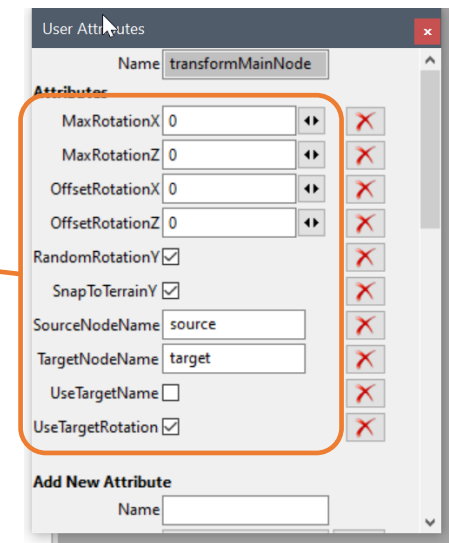 User Attributes
x
Name transformMainNode
Attributes
MaxRotationX 0
MaxRotationZ 0
OffsetRotationX 0
OffsetRotationZ 0
RandomRotationY
SnapToTerrainY
SourceNodeName source
TargetNodeName target
UseTargetName
UseTargetRotation
Add New Attribute
Name